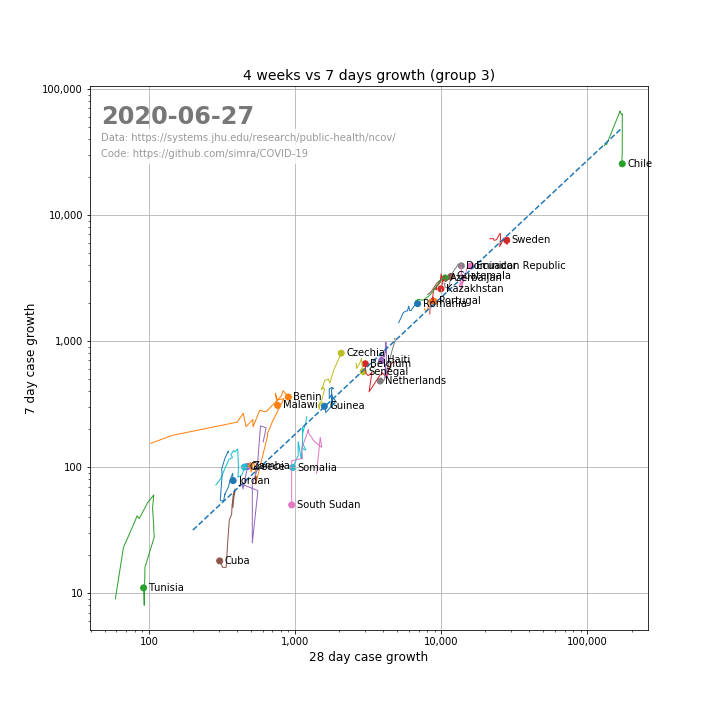 4 weeks vs 7 days growth (group 3)
2020-06-27
Data: https://systems.jhu.edu/research/public-health/ncov/
Code: https://github.com/simra/COVID-19
100,000
10,000
1,000
100
10
7 day case growth
Chile
Sweden
Dominican Republic
Ecuador
Guatemala
Azerbaijan
Kazakhstan
Portugal
Romania
Czechia
Haiti
Belgium
Senegal
Netherlands
Benin
Malawi
Guinea
Zambia
Greece
Somalia
Jordan
South Sudan
Cuba
Tunisia
100
1,000
10,000
100,000
28 day case growth